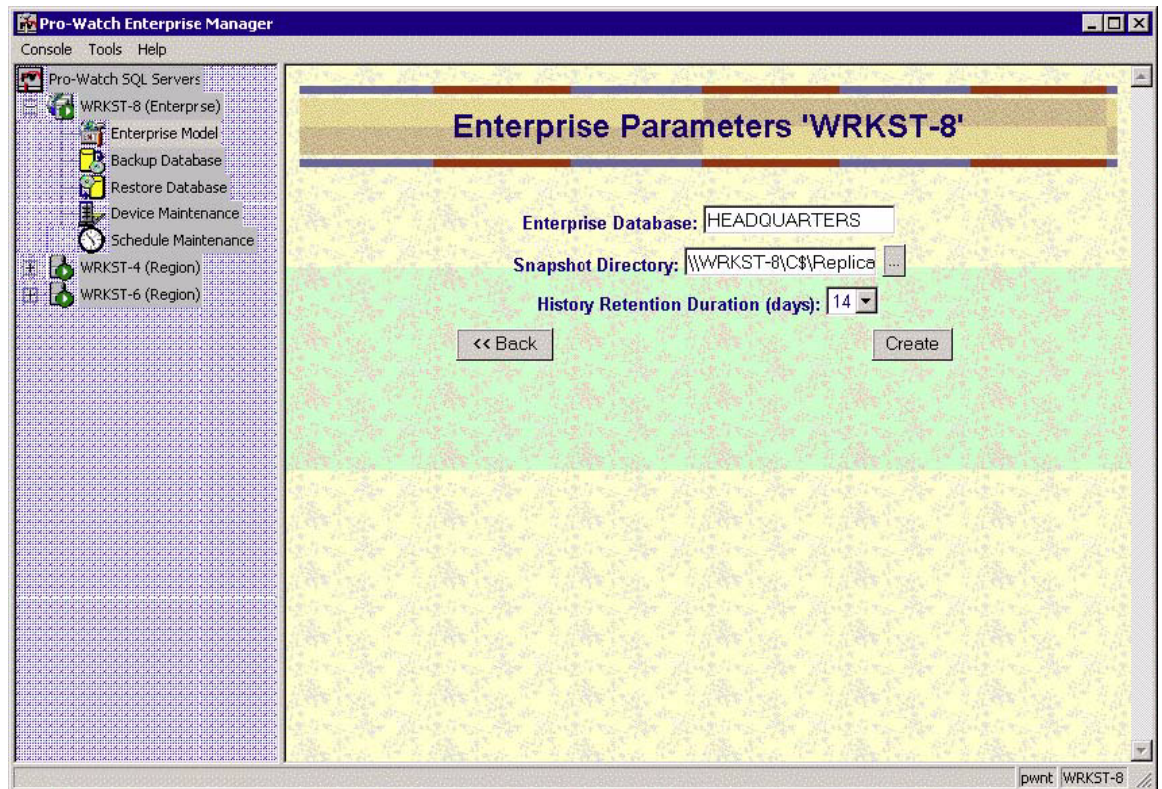 Pro-Watch Enterprise Manager
Console Tools Help
Pro-Watch SQL Servers
WRKST-8 (Enterprse)
Enterprise Model
Backup Database
Restore Database
Device Maintenance
Schedule Maintenance
WRKST-4 (Region)
WRKST-6 (Region)
Enterprise Parameters 'WRKST-8'
Enterprise Database: HEADQUARTERS
Snapshot Directory: \\WRKST-8\C$\Replica ...
History Retention Duration (days): 14
<< Back Create
pwnt WRKST-8